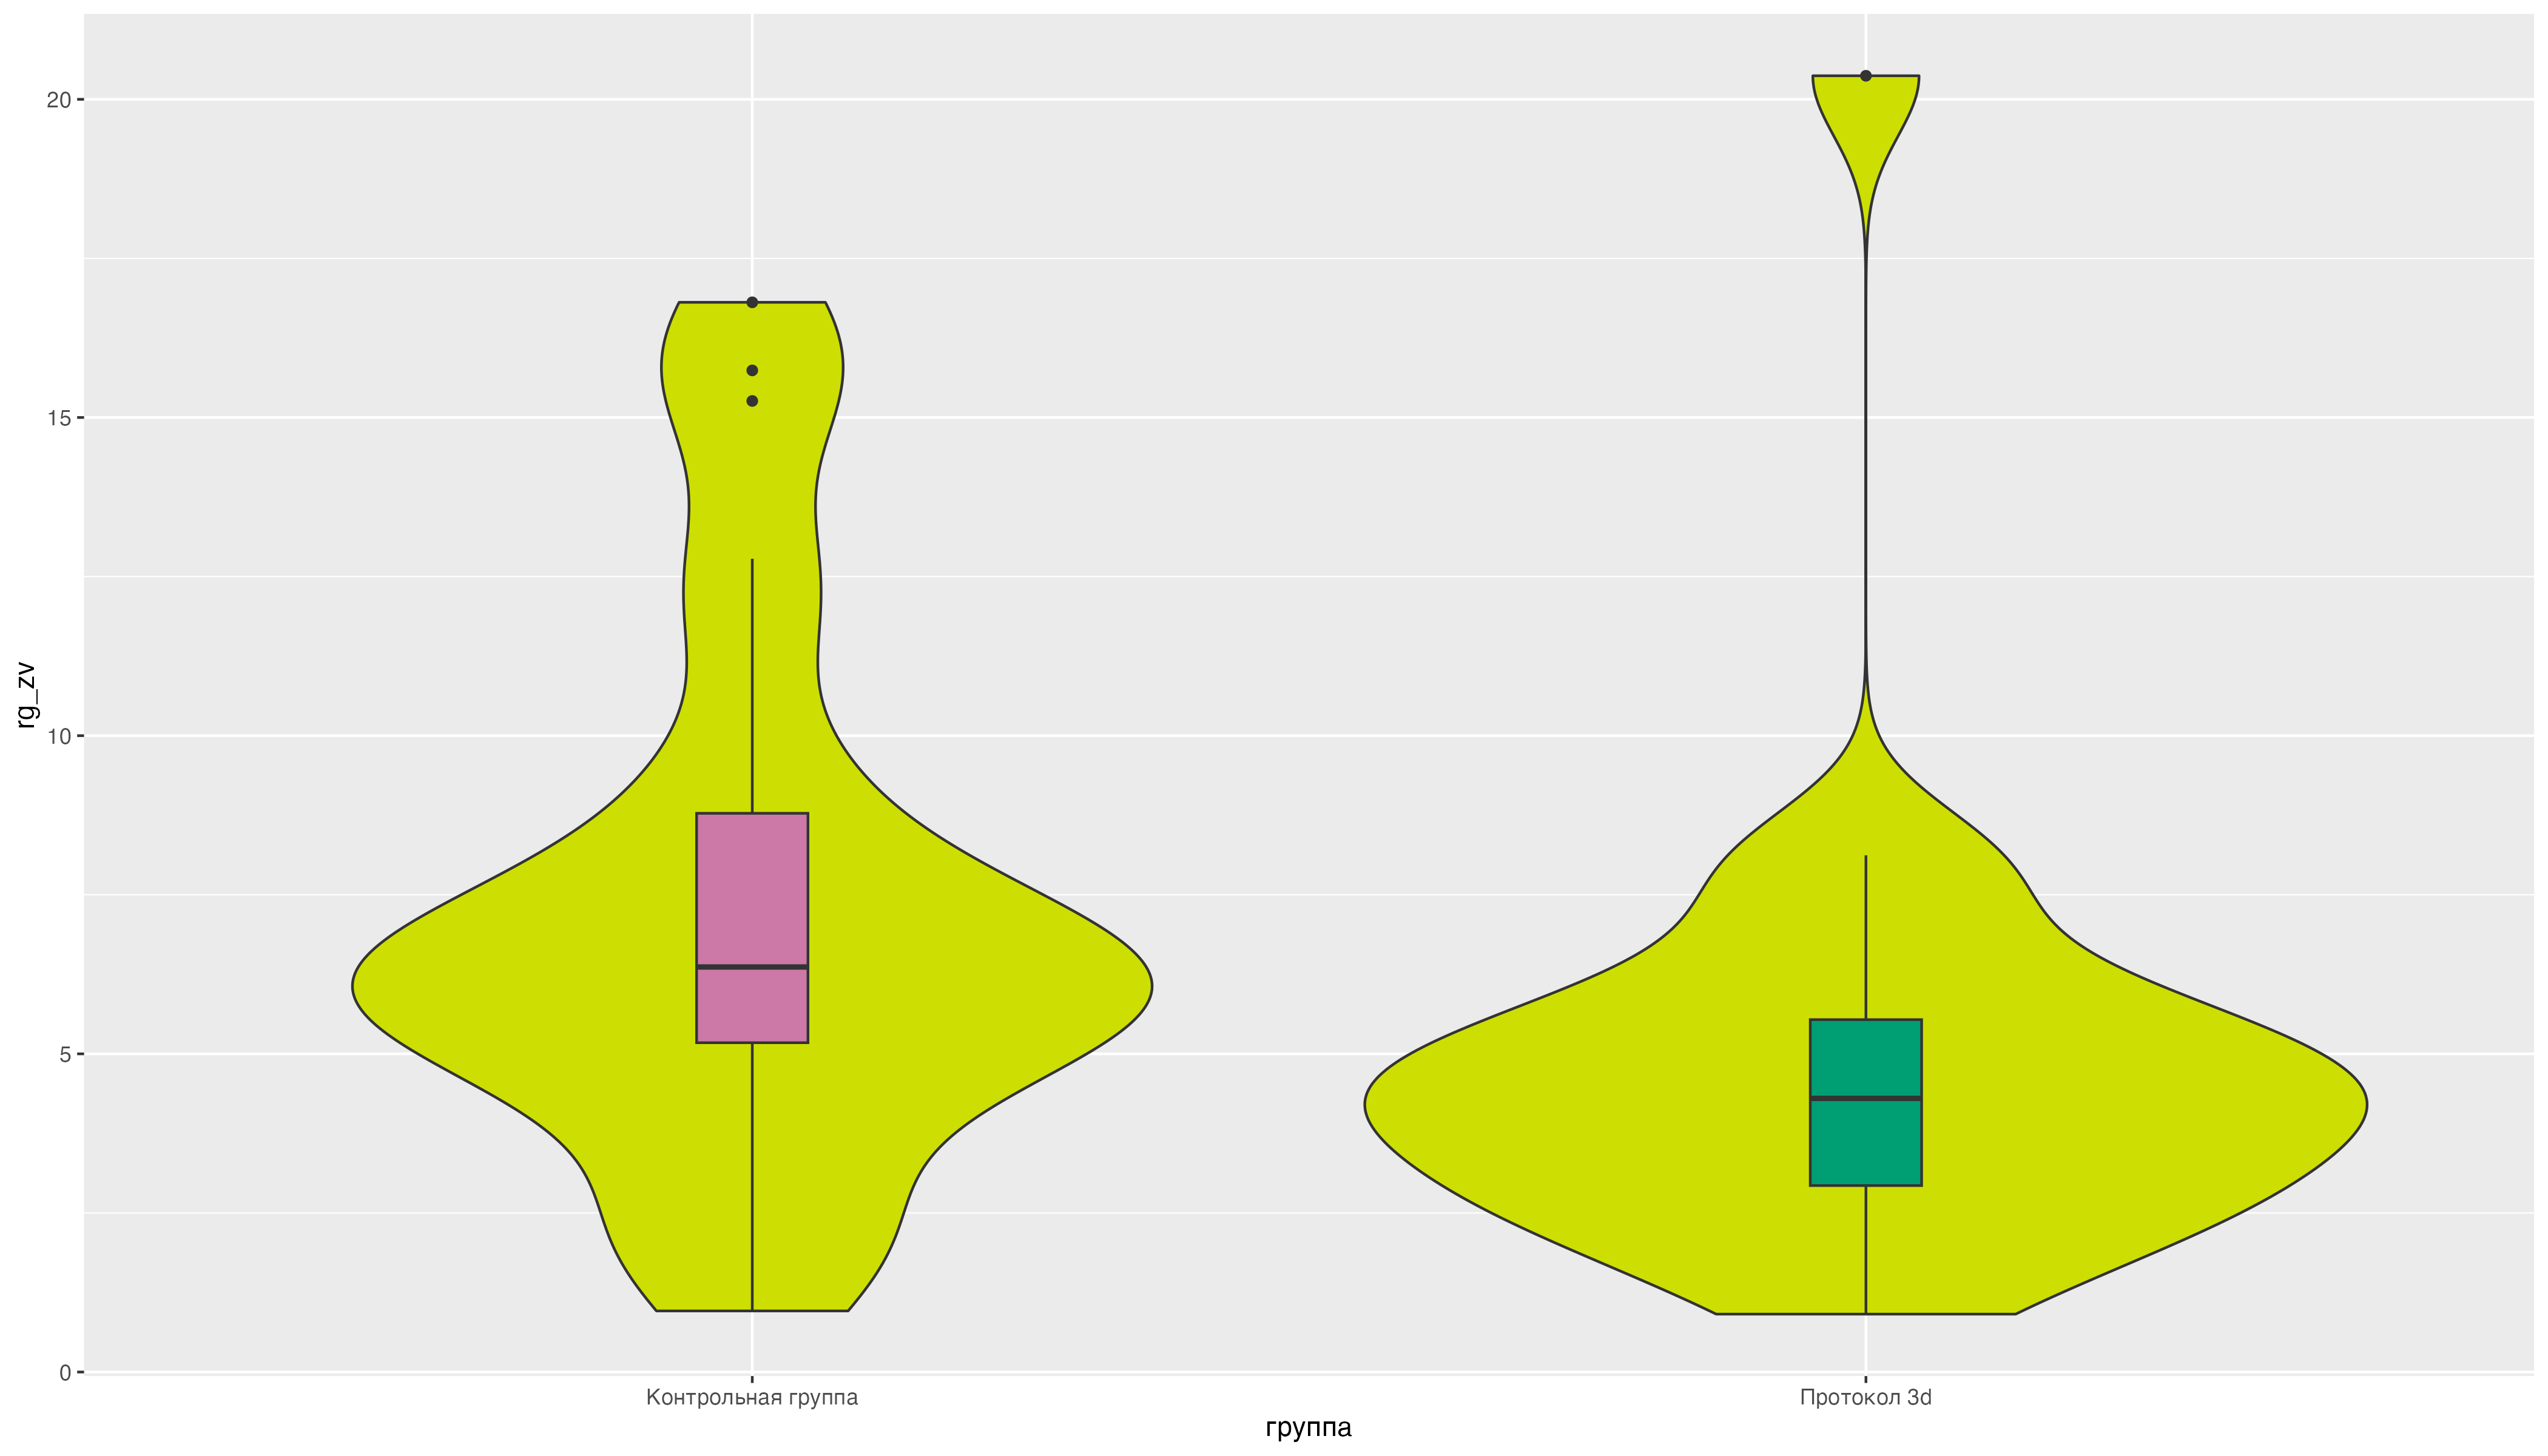 20
15
10
5
0
rg_zv
Контрольная группа
Протокол 3d
группа